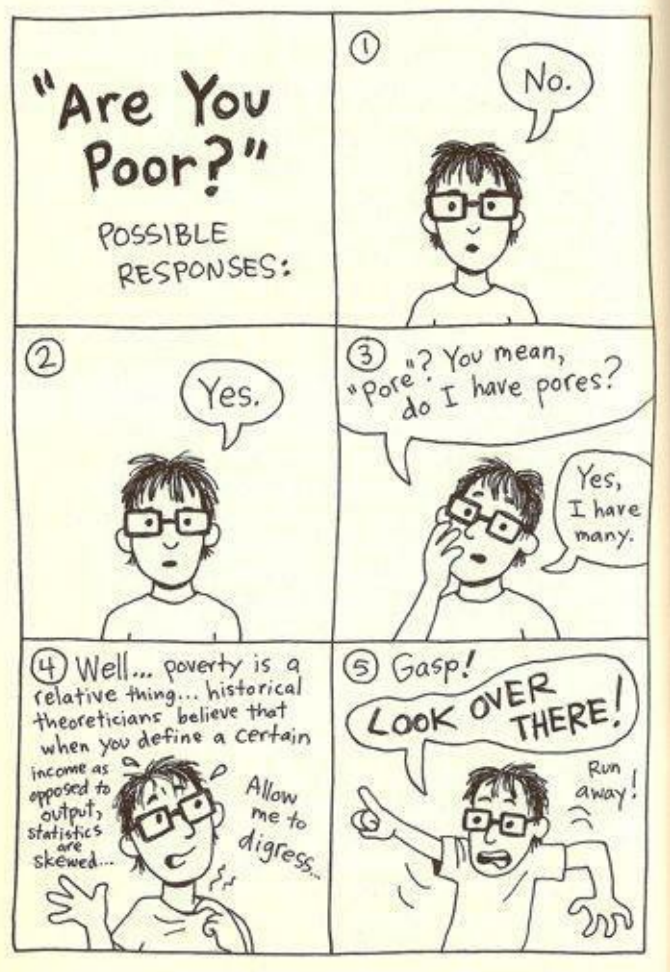 "Are You
Poor?"
POSSIBLE
RESPONSES:
1
No.
2
Yes.
3
"Pore"? You mean,
do I have pores?
Yes,
I have
many.
4 Well... poverty is a
relative thing... historical
theoreticians believe that
when you define a certain
income as
opposed to
output,
statistics
are
skewed...
Allow
me to
digress...
5 Gasp!
LOOK OVER
THERE!
Run
away!